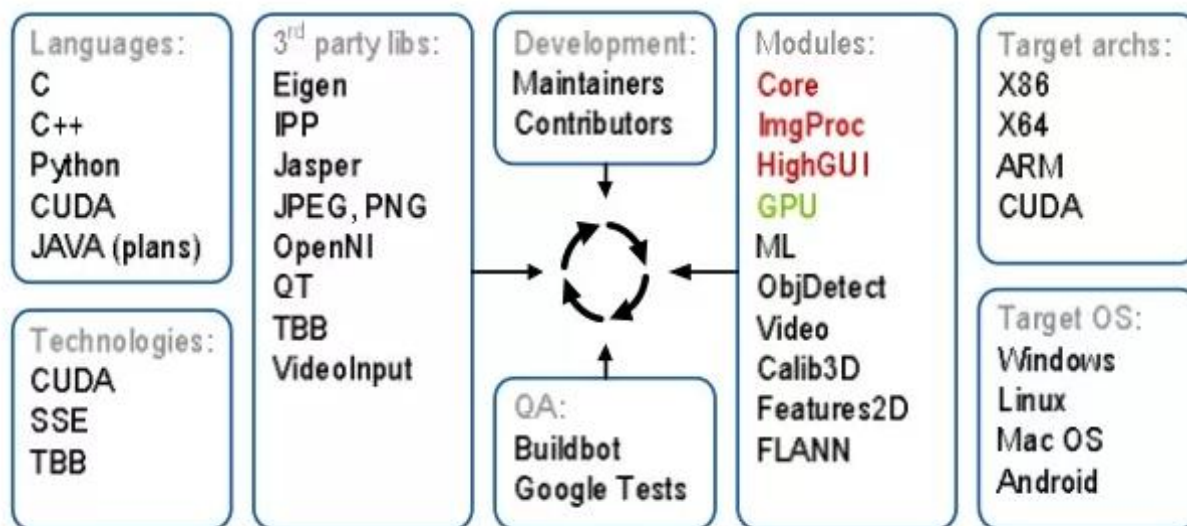 Languages:
C
C++
Python
CUDA
JAVA (plans)
Technologies:
CUDA
SSE
TBB
3rd party libs:
Eigen
IPP
Jasper
JPEG, PNG
OpenNI
QT
TBB
VideoInput
Development:
Maintainers
Contributors
QA:
Buildbot
Google Tests
Modules:
Core
ImgProc
HighGUI
GPU
ML
ObjDetect
Video
Calib3D
Features2D
FLANN
Target archs:
X86
X64
ARM
CUDA
Target OS:
Windows
Linux
Mac OS
Android